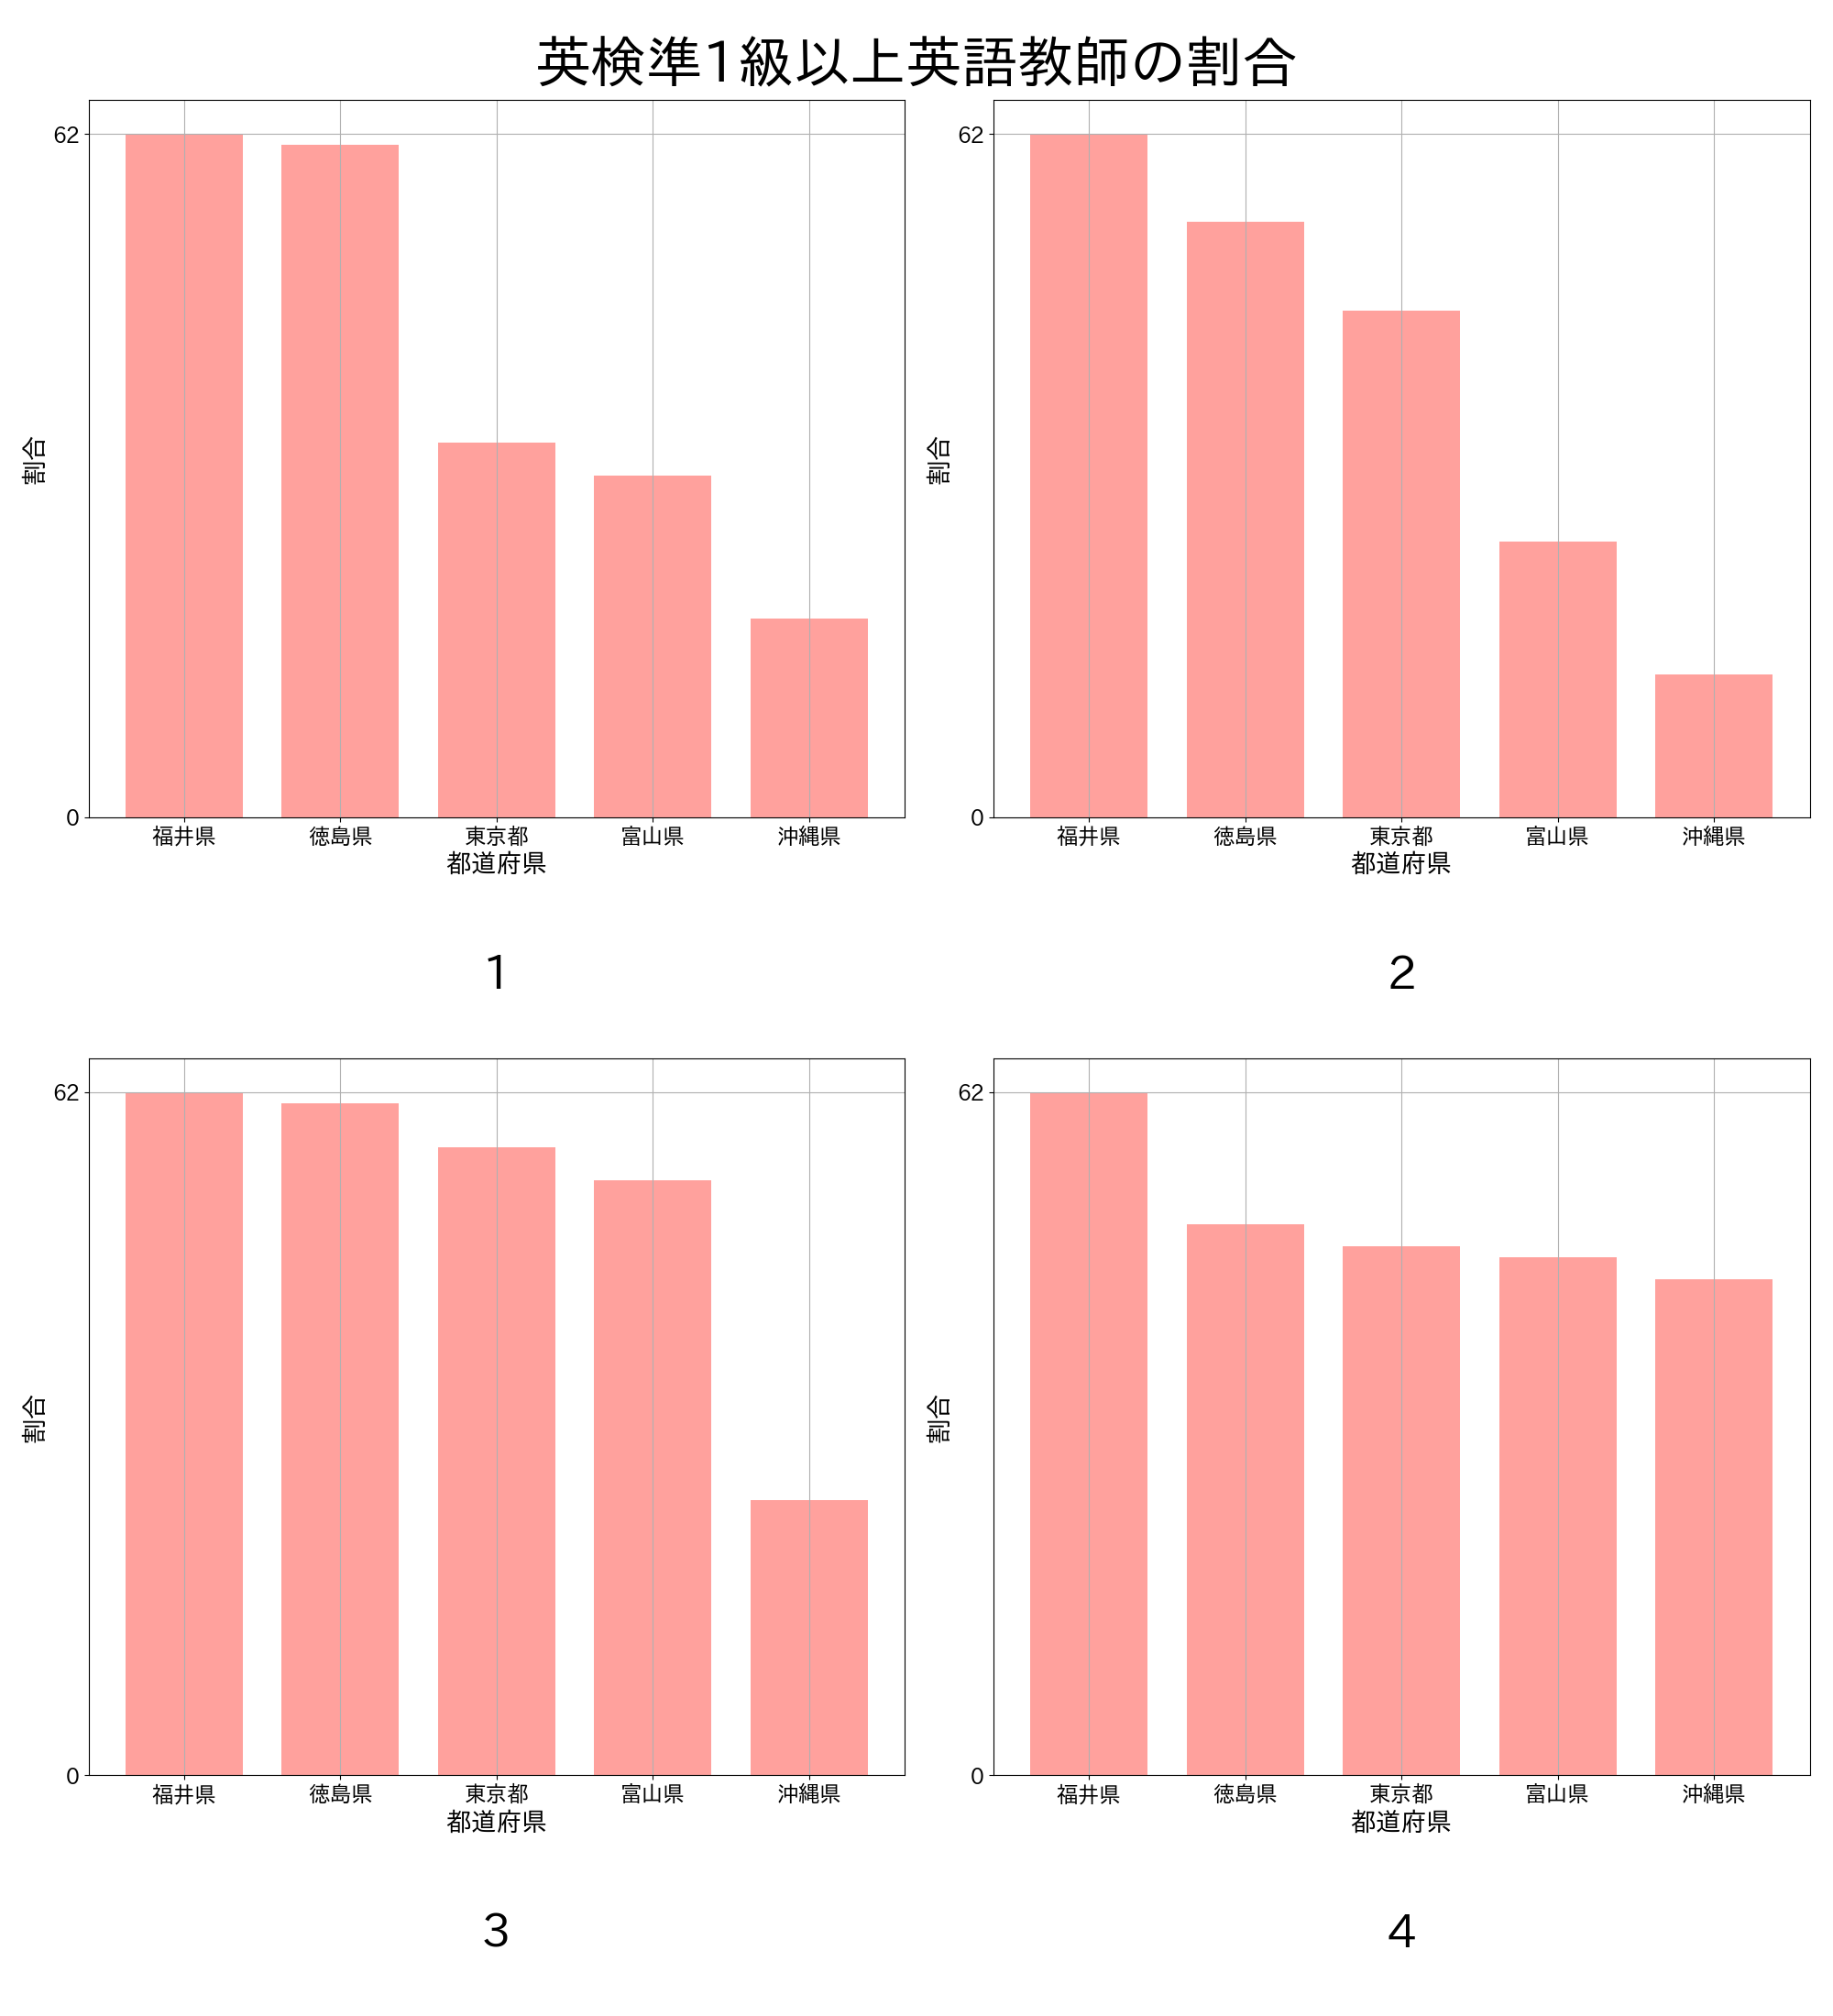 英検準1級以上英語教師の割合
62
0
割合
福井県 徳島県 東京都 富山県 沖縄県
都道府県
1
62
0
割合
福井県 徳島県 東京都 富山県 沖縄県
都道府県
2
62
0
割合
福井県 徳島県 東京都 富山県 沖縄県
都道府県
3
62
0
割合
福井県 徳島県 東京都 富山県 沖縄県
都道府県
4